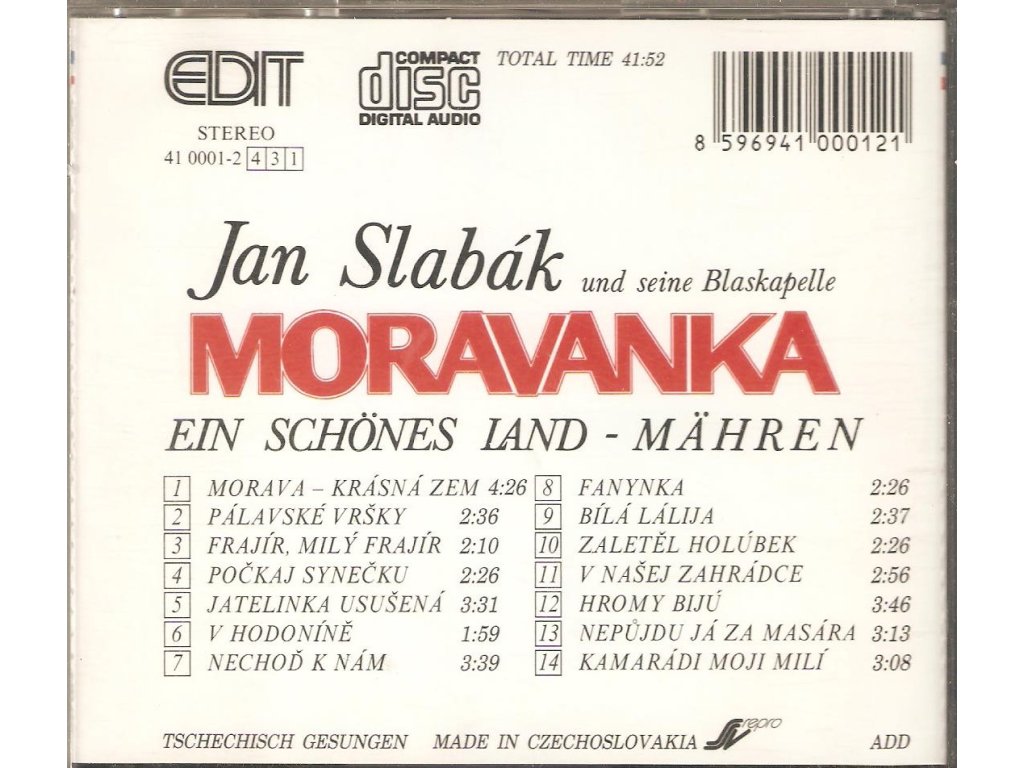 EDIT
COMPACT disc DIGITAL AUDIO
TOTAL TIME 41:52
STEREO
41 0001-2 4 3 1
8 596941 000121
Jan Slabák und seine Blaskapelle
MORAVANKA
EIN SCHÖNES LAND - MÄHREN
1 MORAVA – KRÁSNÁ ZEM 4:26
2 PÁLAVSKÉ VRŠKY 2:36
3 FRAJÍR, MILÝ FRAJÍR 2:10
4 POČKAJ SYNEČKU 2:26
5 JATELINKA USUŠENÁ 3:31
6 V HODONÍNĚ 1:59
7 NECHOĎ K NÁM 3:39
8 FANYNKA 2:26
9 BÍLÁ LÁLIJA 2:37
10 ZALETĚL HOLÚBEK 2:26
11 V NAŠEJ ZAHRÁDCE 2:56
12 HROMY BIJÚ 3:46
13 NEPŮJDU JÁ ZA MASÁRA 3:13
14 KAMARÁDI MOJI MILÍ 3:08
TSCHECHISCH GESUNGEN MADE IN CZECHOSLOVAKIA SV repro ADD